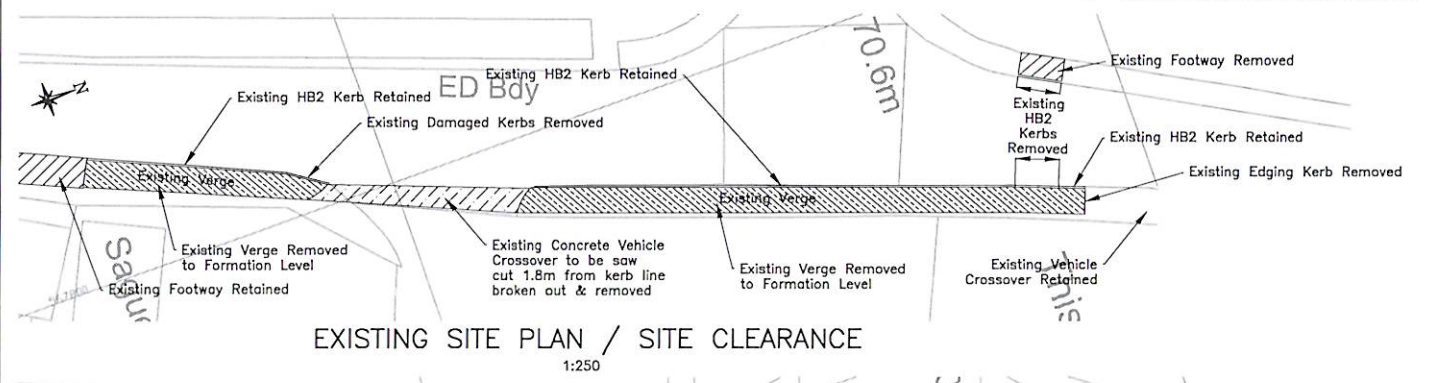 70.6m
ED Bdy
N
Existing HB2 Kerb Retained
Existing HB2 Kerb Retained
Existing Damaged Kerbs Removed
Existing Footway Removed
Existing
HB2
Kerbs
Removed
Existing HB2 Kerb Retained
Existing Edging Kerb Removed
Existing Verge
Existing Verge
Existing Verge Removed
to Formation Level
Existing Footway Retained
Existing Concrete Vehicle
Crossover to be saw
cut 1.8m from kerb line
broken out & removed
Existing Verge Removed
to Formation Level
Existing Vehicle
Crossover Retained
EXISTING SITE PLAN / SITE CLEARANCE
1:250